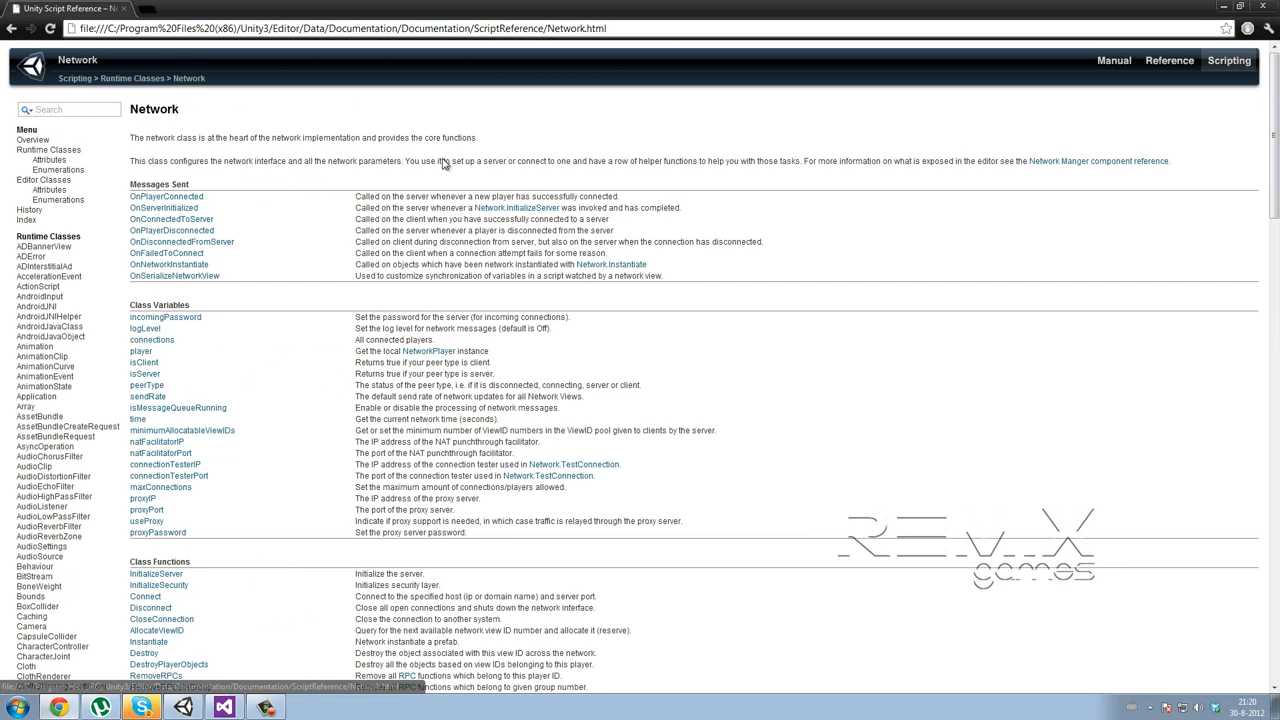 Unity Script Reference – N
file:///C:/Program%20Files%20(x86)/Unity3/Editor/Data/Documentation/Documentation/ScriptReference/Network.html
Network
Manual
Reference
Scripting
Scripting > Runtime Classes > Network
Search
Menu
Overview
Runtime Classes
Attributes
Enumerations
Editor Classes
Attributes
Enumerations
History
Index
Runtime Classes
ADBannerView
ADError
ADInterstitialAd
AccelerationEvent
ActionScript
AndroidInput
AndroidJNI
AndroidJNIHelper
AndroidJavaClass
AndroidJavaObject
Animation
AnimationClip
AnimationCurve
AnimationEvent
AnimationState
Application
Array
AssetBundle
AssetBundleCreateRequest
AssetBundleRequest
AsyncOperation
AudioChorusFilter
AudioClip
AudioDistortionFilter
AudioEchoFilter
AudioHighPassFilter
AudioListener
AudioLowPassFilter
AudioReverbFilter
AudioReverbZone
AudioSettings
AudioSource
Behaviour
BitStream
BoneWeight
Bounds
BoxCollider
Caching
Camera
CapsuleCollider
CharacterController
CharacterJoint
Cloth
ClothRenderer
Network
The network class is at the heart of the network implementation and provides the core functions.
This class configures the network interface and all the network parameters. You use it to set up a server or connect to one and have a row of helper functions to help you with those tasks. For more information on what is exposed in the editor see the Network Manger component reference.
Messages Sent
OnPlayerConnected Called on the server whenever a new player has successfully connected.
OnServerInitialized Called on the server whenever a Network.InitializeServer was invoked and has completed.
OnConnectedToServer Called on the client when you have successfully connected to a server
OnPlayerDisconnected Called on the server whenever a player is disconnected from the server
OnDisconnectedFromServer Called on client during disconnection from server, but also on the server when the connection has disconnected.
OnFailedToConnect Called on the client when a connection attempt fails for some reason.
OnNetworkInstantiate Called on objects which have been network instantiated with Network.Instantiate
OnSerializeNetworkView Used to customize synchronization of variables in a script watched by a network view.
Class Variables
incomingPassword Set the password for the server (for incoming connections).
logLevel Set the log level for network messages (default is Off).
connections All connected players.
player Get the local NetworkPlayer instance
isClient Returns true if your peer type is client.
isServer Returns true if your peer type is server.
peerType The status of the peer type, i.e. if it is disconnected, connecting, server or client.
sendRate The default send rate of network updates for all Network Views.
isMessageQueueRunning Enable or disable the processing of network messages.
time Get the current network time (seconds).
minimumAllocatableViewIDs Get or set the minimum number of ViewID numbers in the ViewID pool given to clients by the server.
natFacilitatorIP The IP address of the NAT punchthrough facilitator.
natFacilitatorPort The port of the NAT punchthrough facilitator.
connectionTesterIP The IP address of the connection tester used in Network.TestConnection.
connectionTesterPort The port of the connection tester used in Network.TestConnection.
maxConnections Set the maximum amount of connections/players allowed.
proxyIP The IP address of the proxy server.
proxyPort The port of the proxy server.
useProxy Indicate if proxy support is needed, in which case traffic is relayed through the proxy server.
proxyPassword Set the proxy server password.
Class Functions
InitializeServer Initialize the server.
InitializeSecurity Initializes security layer.
Connect Connect to the specified host (ip or domain name) and server port.
Disconnect Close all open connections and shuts down the network interface.
CloseConnection Close the connection to another system.
AllocateViewID Query for the next available network view ID number and allocate it (reserve).
Instantiate Network instantiate a prefab.
Destroy Destroy the object associated with this view ID across the network.
DestroyPlayerObjects Destroy all the objects based on view IDs belonging to this player.
RemoveRPCs Remove all RPC functions which belong to this player ID.
Remove all RPC functions which belong to given group number.
REMIX
games
21:20
30-8-2012